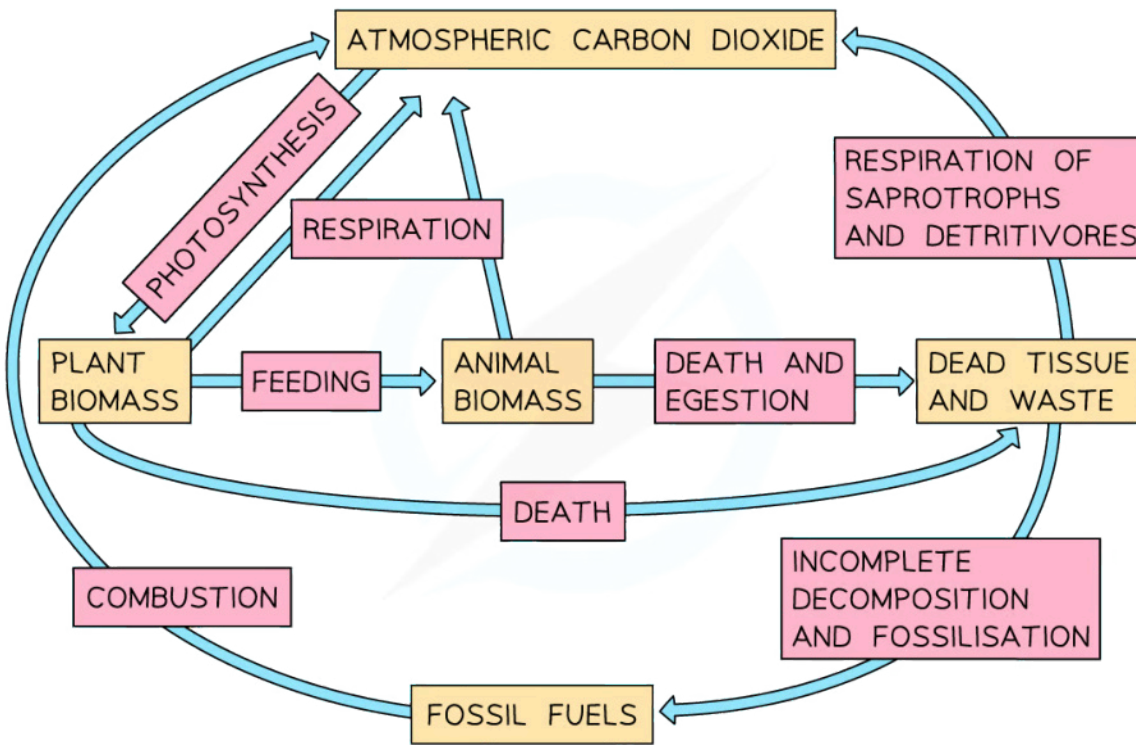 ATMOSPHERIC CARBON DIOXIDE
PHOTOSYNTHESIS
RESPIRATION
RESPIRATION OF
SAPROTROPHS
AND DETRITIVORES
PLANT
BIOMASS
FEEDING
ANIMAL
BIOMASS
DEATH AND
EGESTION
DEAD TISSUE
AND WASTE
DEATH
COMBUSTION
INCOMPLETE
DECOMPOSITION
AND FOSSILISATION
FOSSIL FUELS